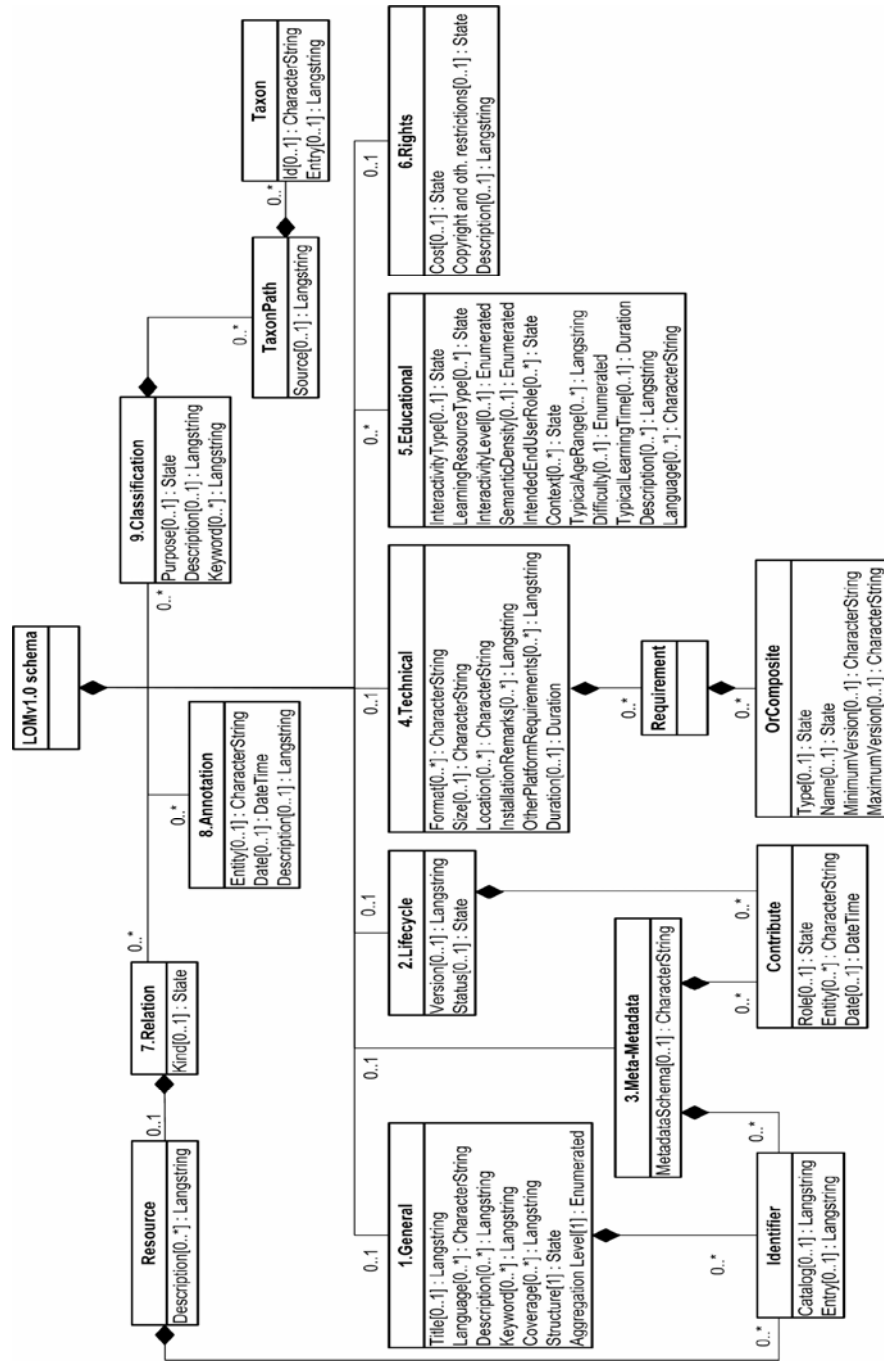 LOMv1.0 schema
Resource
Description[0..*] : Langstring
0..1
7.Relation
Kind[0..1] : State
0..*
8.Annotation
Entity[0..1] : CharacterString
Date[0..1] : DateTime
Description[0..1] : Langstring
0..*
9.Classification
Purpose[0..1] : State
Description[0..1] : Langstring
Keyword[0..*] : Langstring
0..*
TaxonPath
Source[0..1] : Langstring
0..*
Taxon
Id[0..1] : CharacterString
Entry[0..1] : Langstring
0..*
0..1
1.General
Title[0..1] : Langstring
Language[0..*] : CharacterString
Description[0..*] : Langstring
Keyword[0..*] : Langstring
Coverage[0..*] : Langstring
Structure[1] : State
Aggregation Level[1] : Enumerated
0..1
3.Meta-Metadata
MetadataSchema[0..1] : CharacterString
0..1
2.Lifecycle
Version[0..1] : Langstring
Status[0..1] : State
0..1
4.Technical
Format[0..*] : CharacterString
Size[0..1] : CharacterString
Location[0..*] : CharacterString
InstallationRemarks[0..*] : Langstring
OtherPlatformRequirements[0..*] : Langstring
Duration[0..1] : Duration
0..*
5.Educational
InteractivityType[0..1] : State
LearningResourceType[0..*] : State
InteractivityLevel[0..1] : Enumerated
SemanticDensity[0..1] : Enumerated
IntendedEndUserRole[0..*] : State
Context[0..*] : State
TypicalAgeRange[0..*] : Langstring
Difficulty[0..1] : Enumerated
TypicalLearningTime[0..1] : Duration
Description[0..*] : Langstring
Language[0..*] : CharacterString
0..1
6.Rights
Cost[0..1] : State
Copyright and oth. restrictions[0..1] : State
Description[0..1] : Langstring
0..*
0..*
0..*
Identifier
Catalog[0..1] : Langstring
Entry[0..1] : Langstring
0..*
0..*
Contribute
Role[0..1] : State
Entity[0..*] : CharacterString
Date[0..1] : DateTime
0..*
Requirement
0..*
OrComposite
Type[0..1] : State
Name[0..1] : State
MinimumVersion[0..1] : CharacterString
MaximumVersion[0..1] : CharacterString